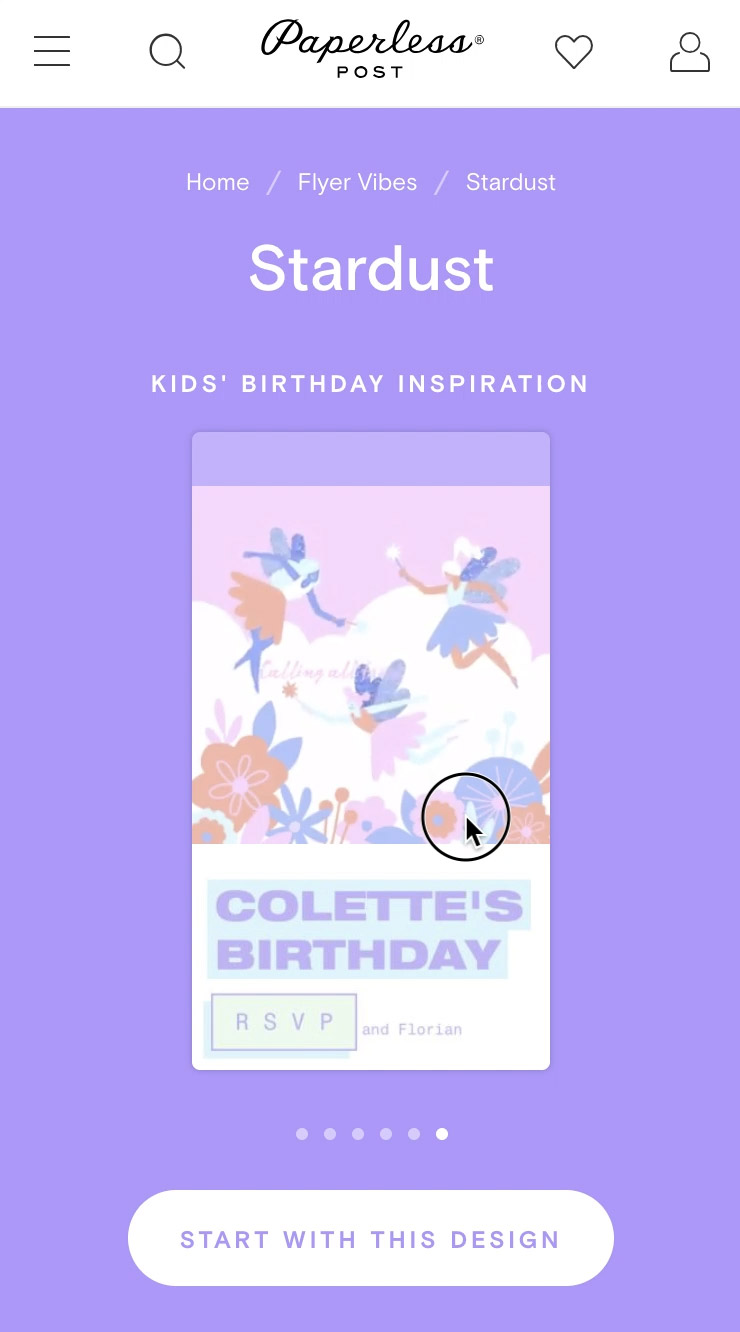 Paperless®
POST
Home / Flyer Vibes / Stardust
Stardust
KIDS' BIRTHDAY INSPIRATION
Calling all
COLETTE'S
BIRTHDAY
RSVP and Florian
START WITH THIS DESIGN